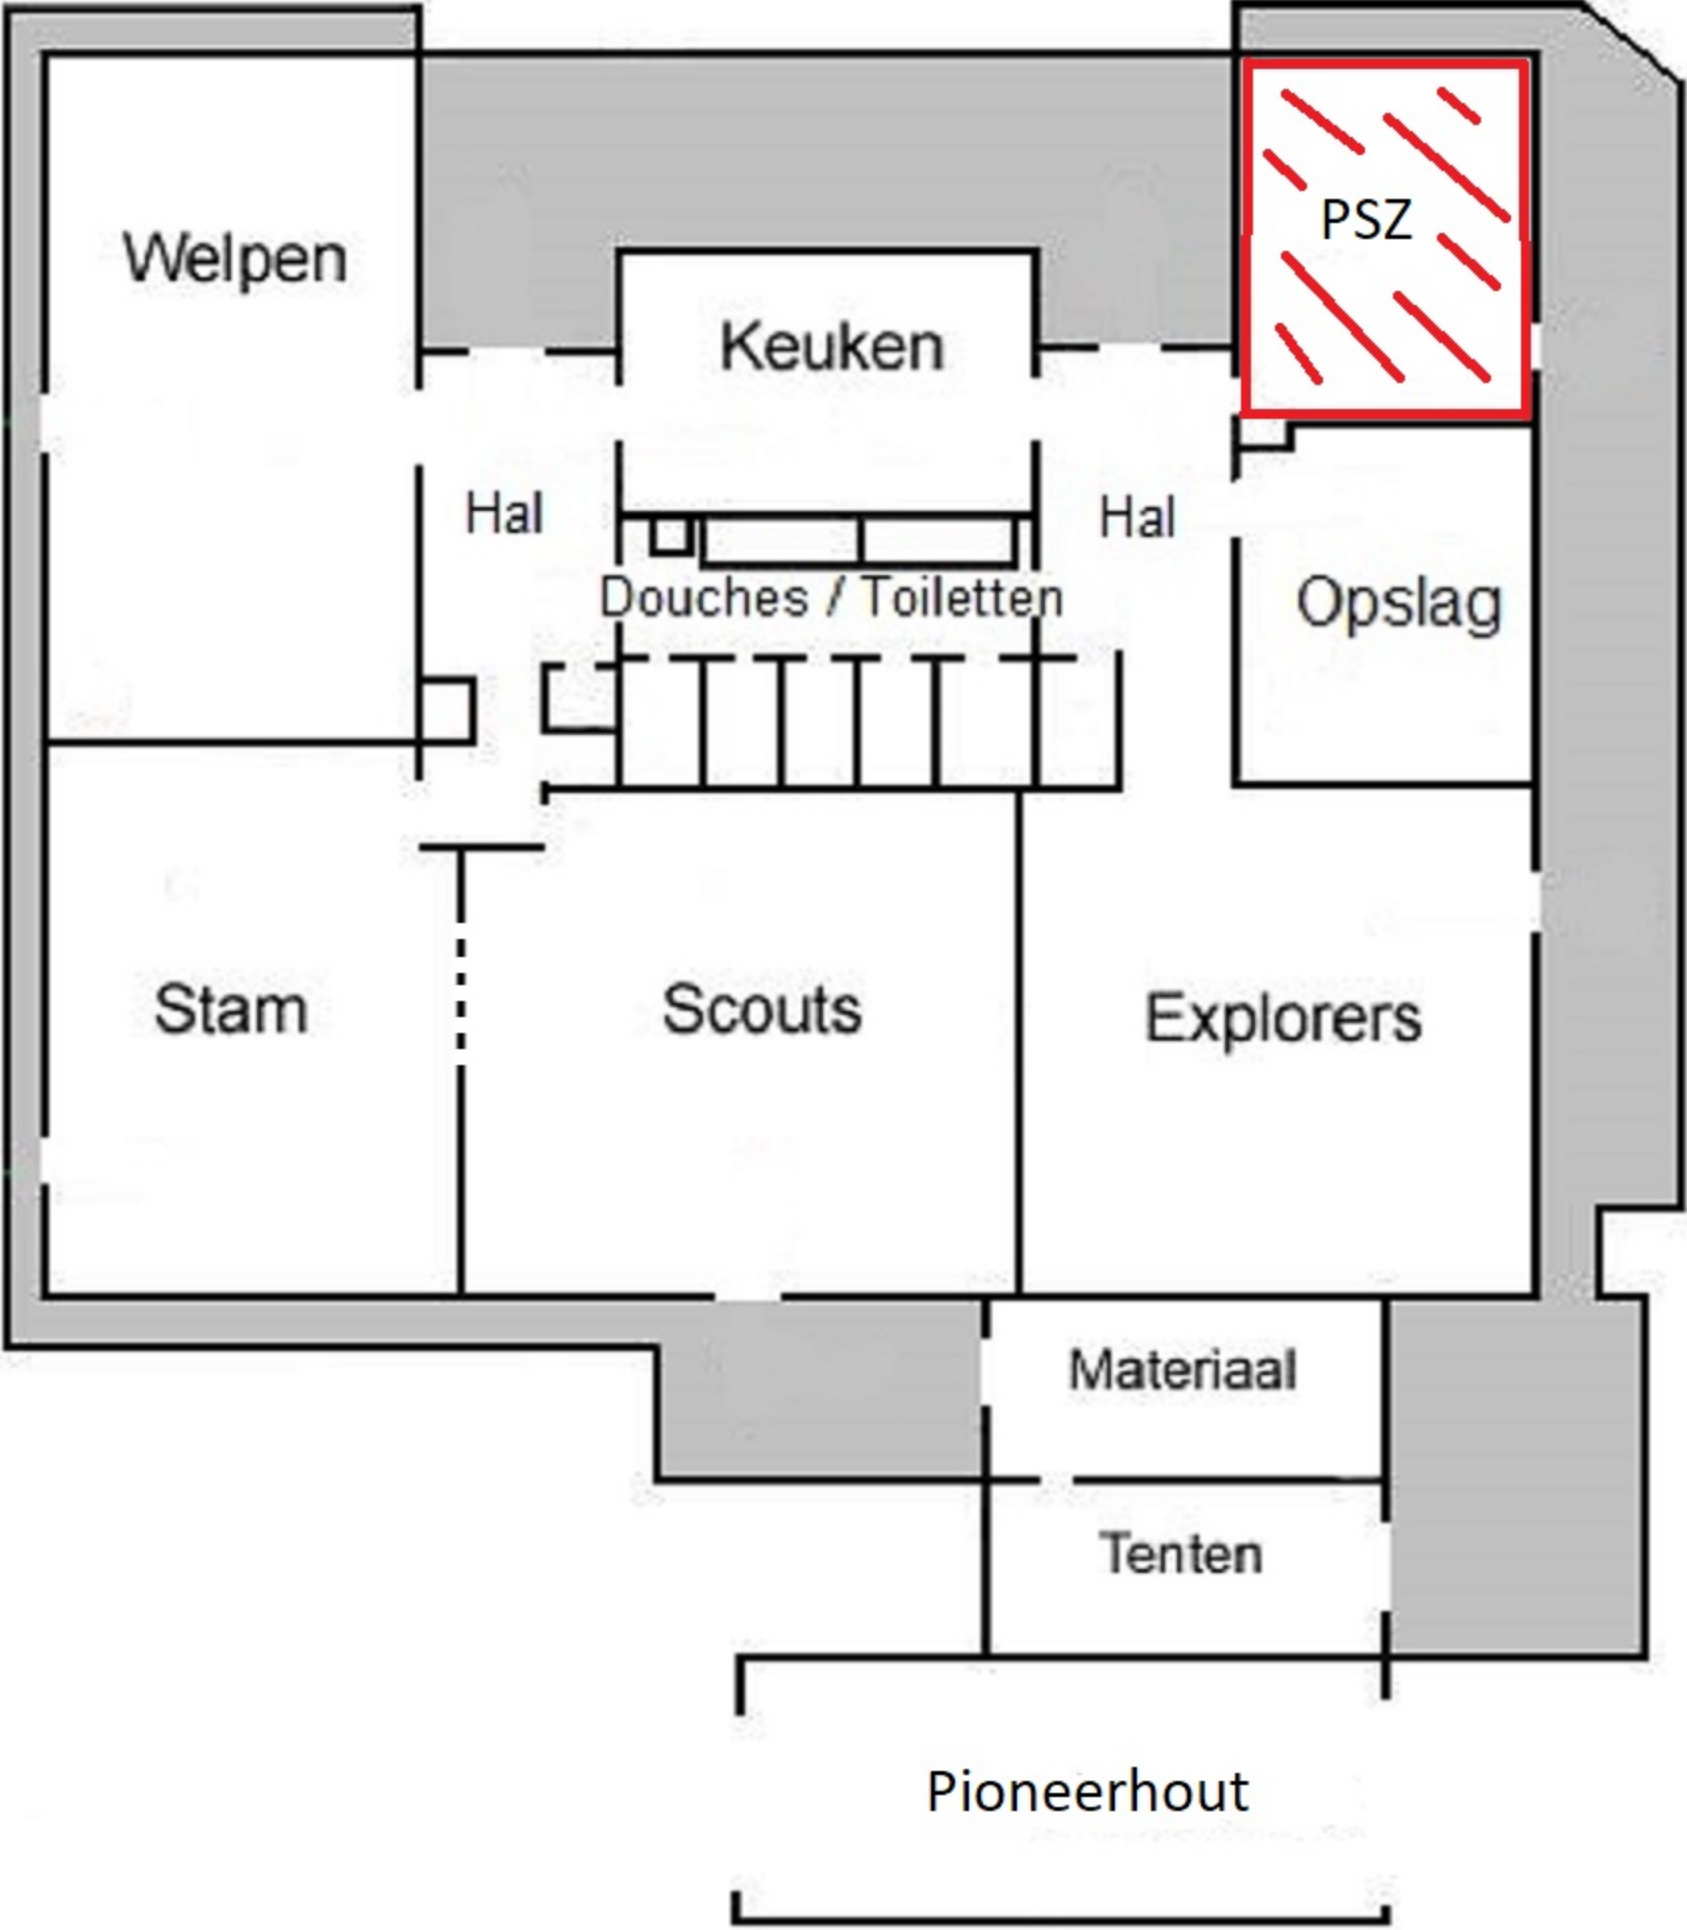 PSZ
Welpen
Keuken
Hal
Hal
Douches / Toiletten
Opslag
Stam
Scouts
Explorers
Materiaal
Tenten
Pioneerhout